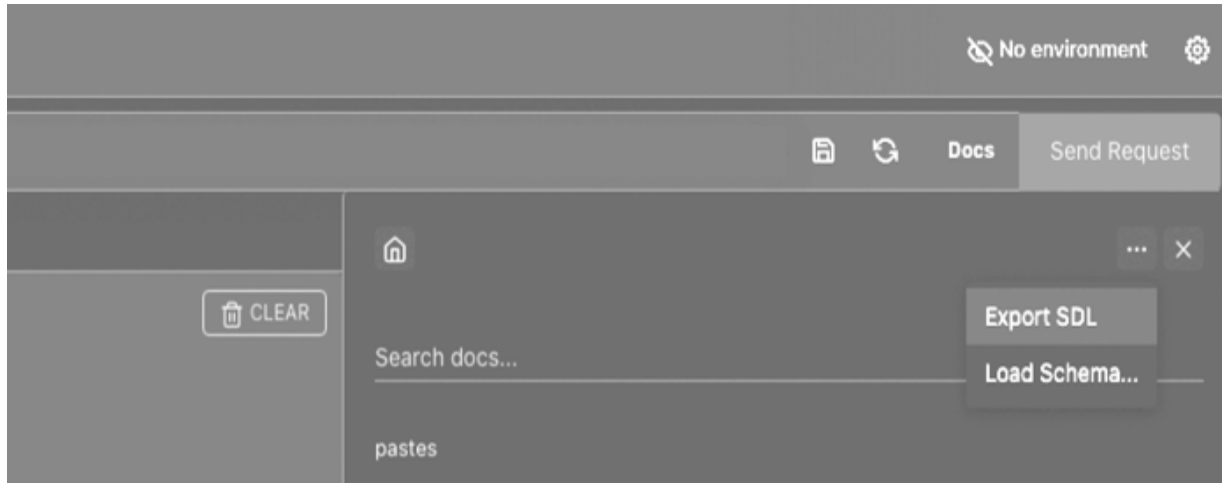 No environment
Docs
Send Request
CLEAR
Export SDL
Search docs...
Load Schema...
pastes